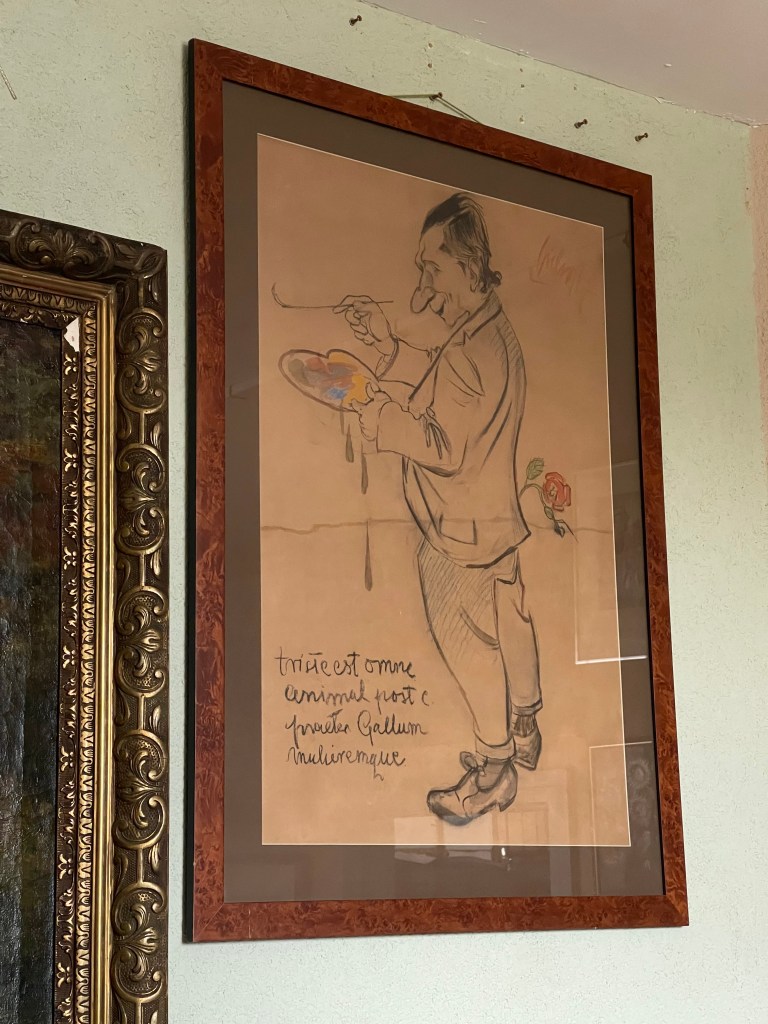 triste est omne
animal post c.
praeter Gallum
mulieremque